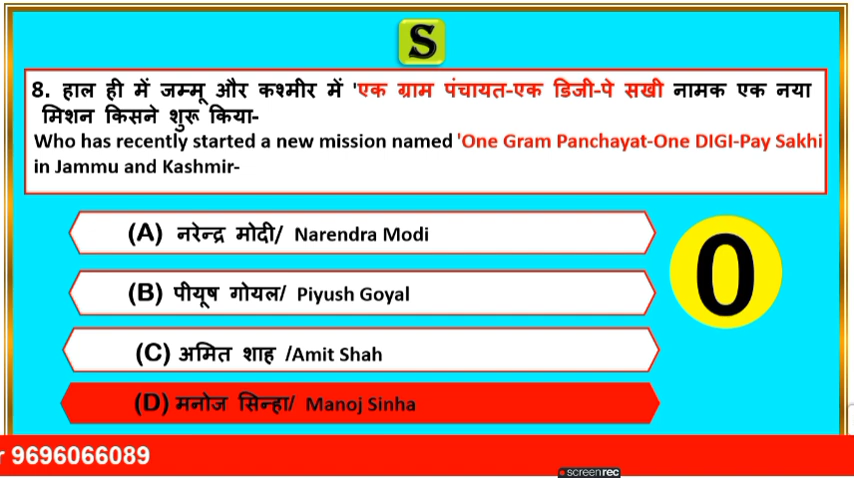 S
8. हाल ही में जम्मू और कश्मीर में 'एक ग्राम पंचायत-एक डिजी-पे सखी नामक एक नया
मिशन किसने शुरू किया-
Who has recently started a new mission named 'One Gram Panchayat-One DIGI-Pay Sakhi
in Jammu and Kashmir-
(A) नरेन्द्र मोदी/ Narendra Modi
0
(B) पीयूष गोयल/ Piyush Goyal
(C) अमित शाह /Amit Shah
(D) मनोज सिन्हा/ Manoj Sinha
r 9696066089
screenrec